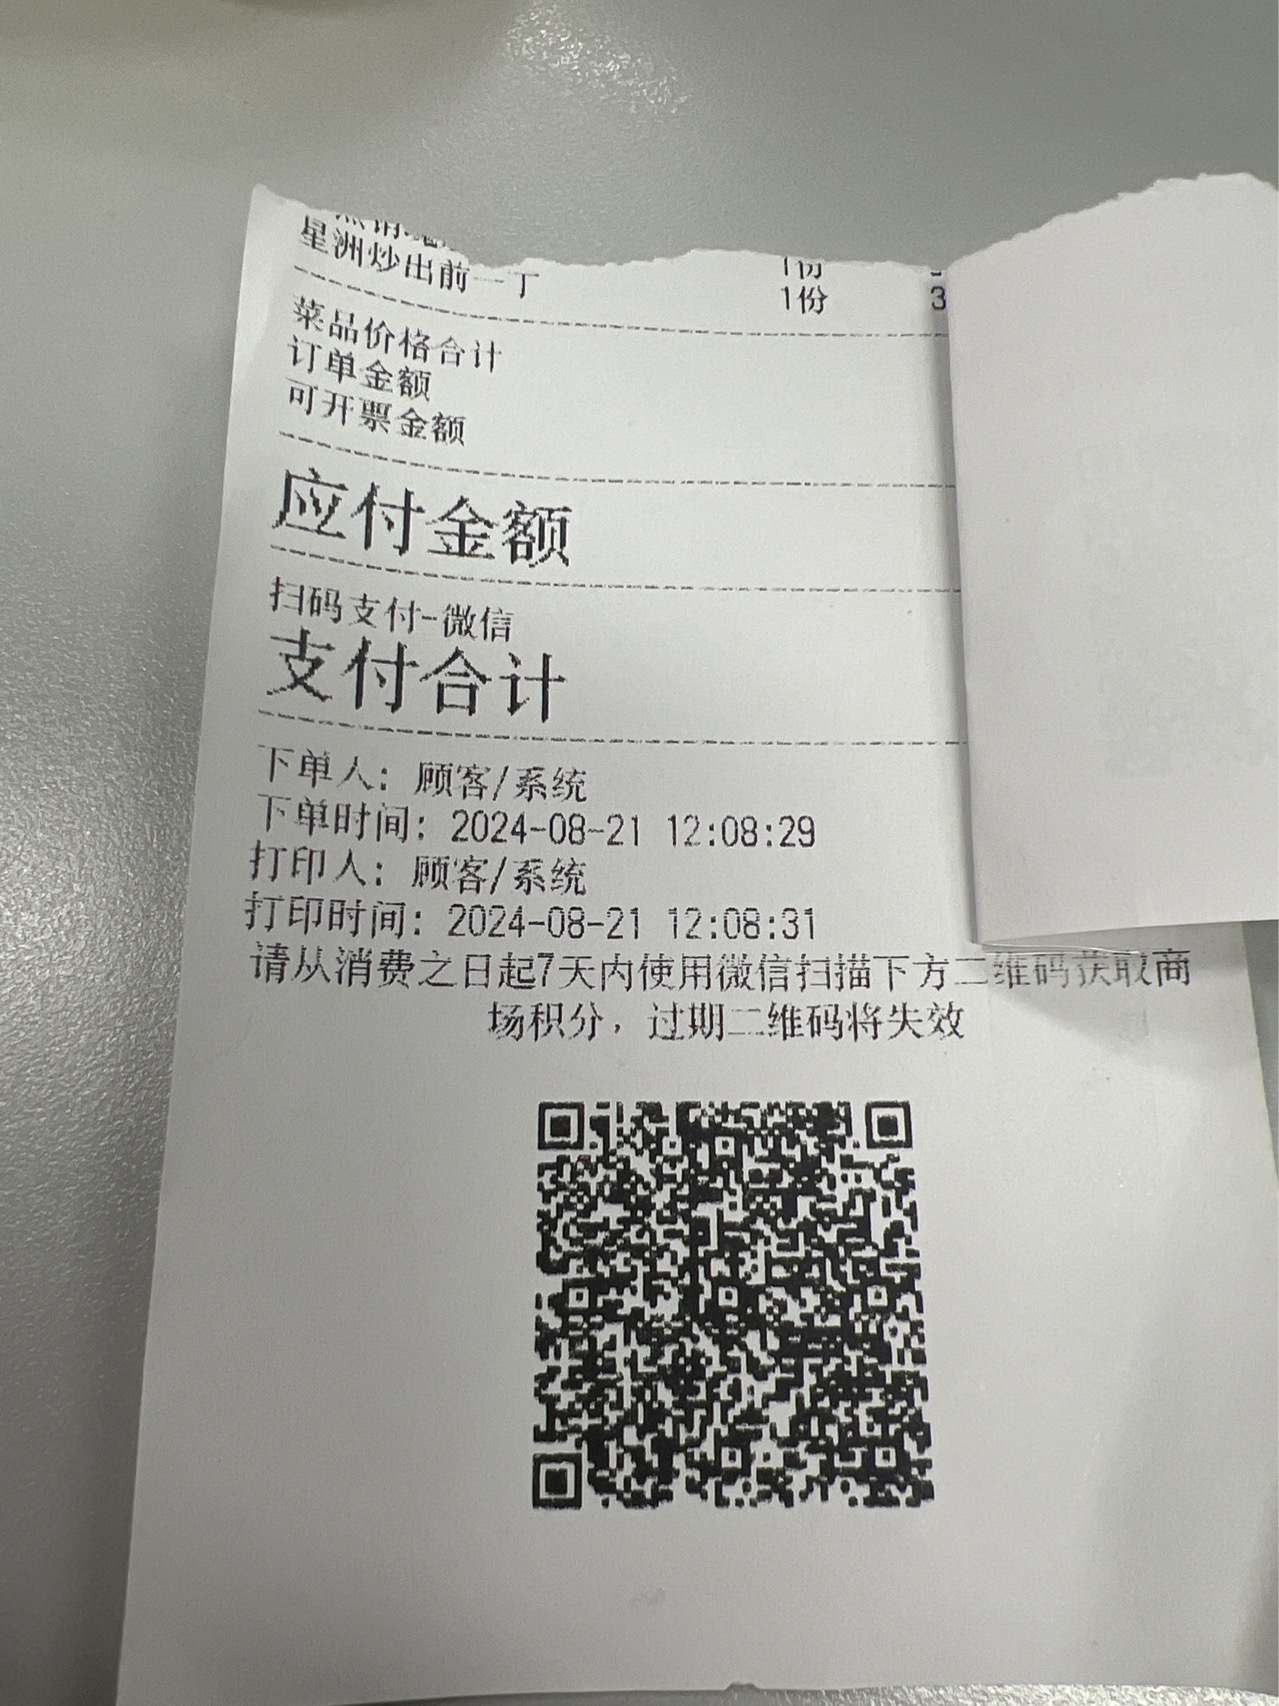 星洲炒出前一丁 1份 3
菜品价格合计
订单金额
可开票金额
应付金额
扫码支付-微信
支付合计
下单人：顾客/系统
下单时间：2024-08-21 12:08:29
打印人：顾客/系统
打印时间：2024-08-21 12:08:31
请从消费之日起7天内使用微信扫描下方二维码获取商
场积分，过期二维码将失效